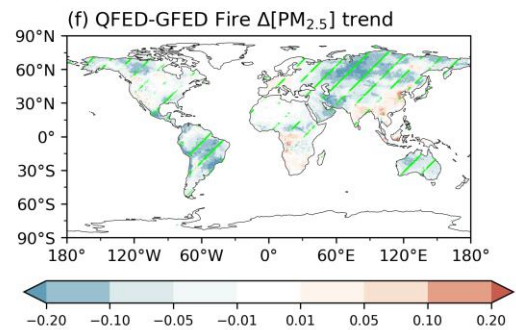 (f) QFED-GFED Fire Δ[PM₂.₅] trend
90°N
60°N
30°N
0°
30°S
60°S
90°S
180° 120°W 60°W 0° 60°E 120°E 180°
−0.20 −0.10 −0.05 −0.01 0.01 0.05 0.10 0.20